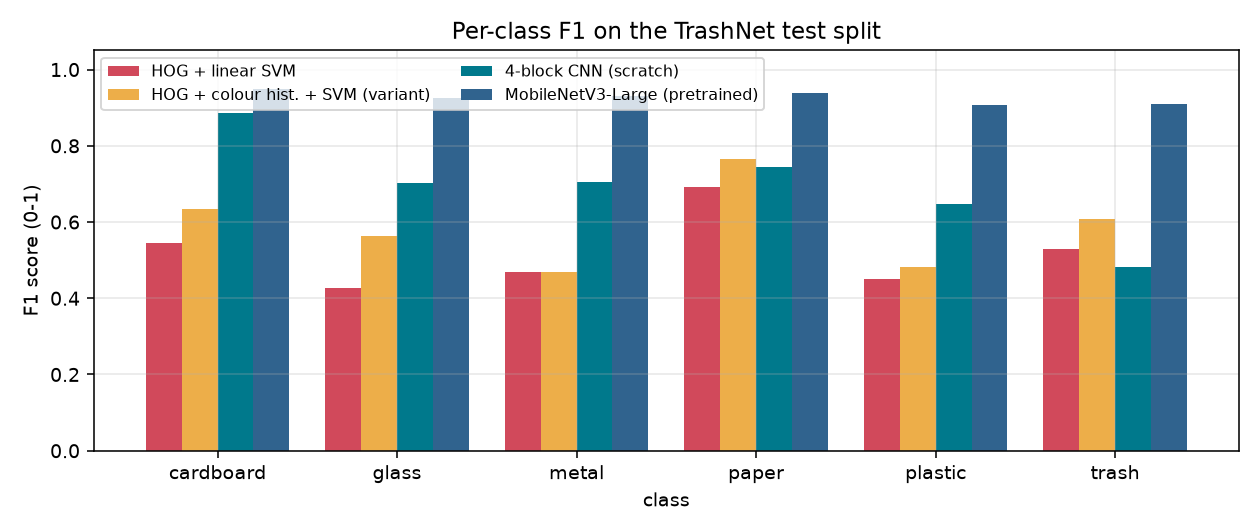 Per-class F1 on the TrashNet test split
HOG + linear SVM
HOG + colour hist. + SVM (variant)
4-block CNN (scratch)
MobileNetV3-Large (pretrained)
F1 score (0-1)
1.0
0.8
0.6
0.4
0.2
0.0
cardboard glass metal paper plastic trash
class